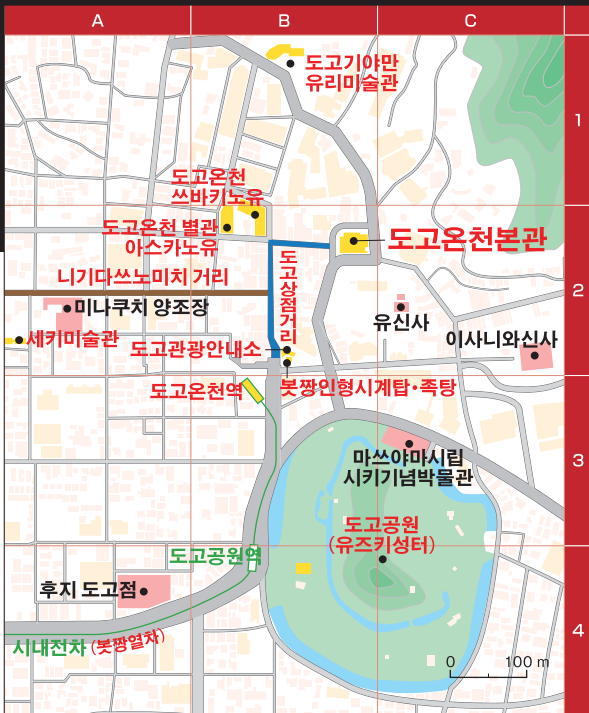 A
B
C
1
2
3
4
도고기야만
유리미술관
도고온천
쓰바키노유
도고온천 별관
아스카노유
도고온천본관
니기다쓰노미치 거리
도고상점거리
미나쿠치 양조장
유신사
세키미술관
도고관광안내소
이사니와신사
도고온천역
봇짱인형시계탑·족탕
마쓰야마시립
시키기념박물관
도고공원
(유즈키성터)
도고공원역
후지 도고점
시내전차 (봇짱열차)
0 100 m